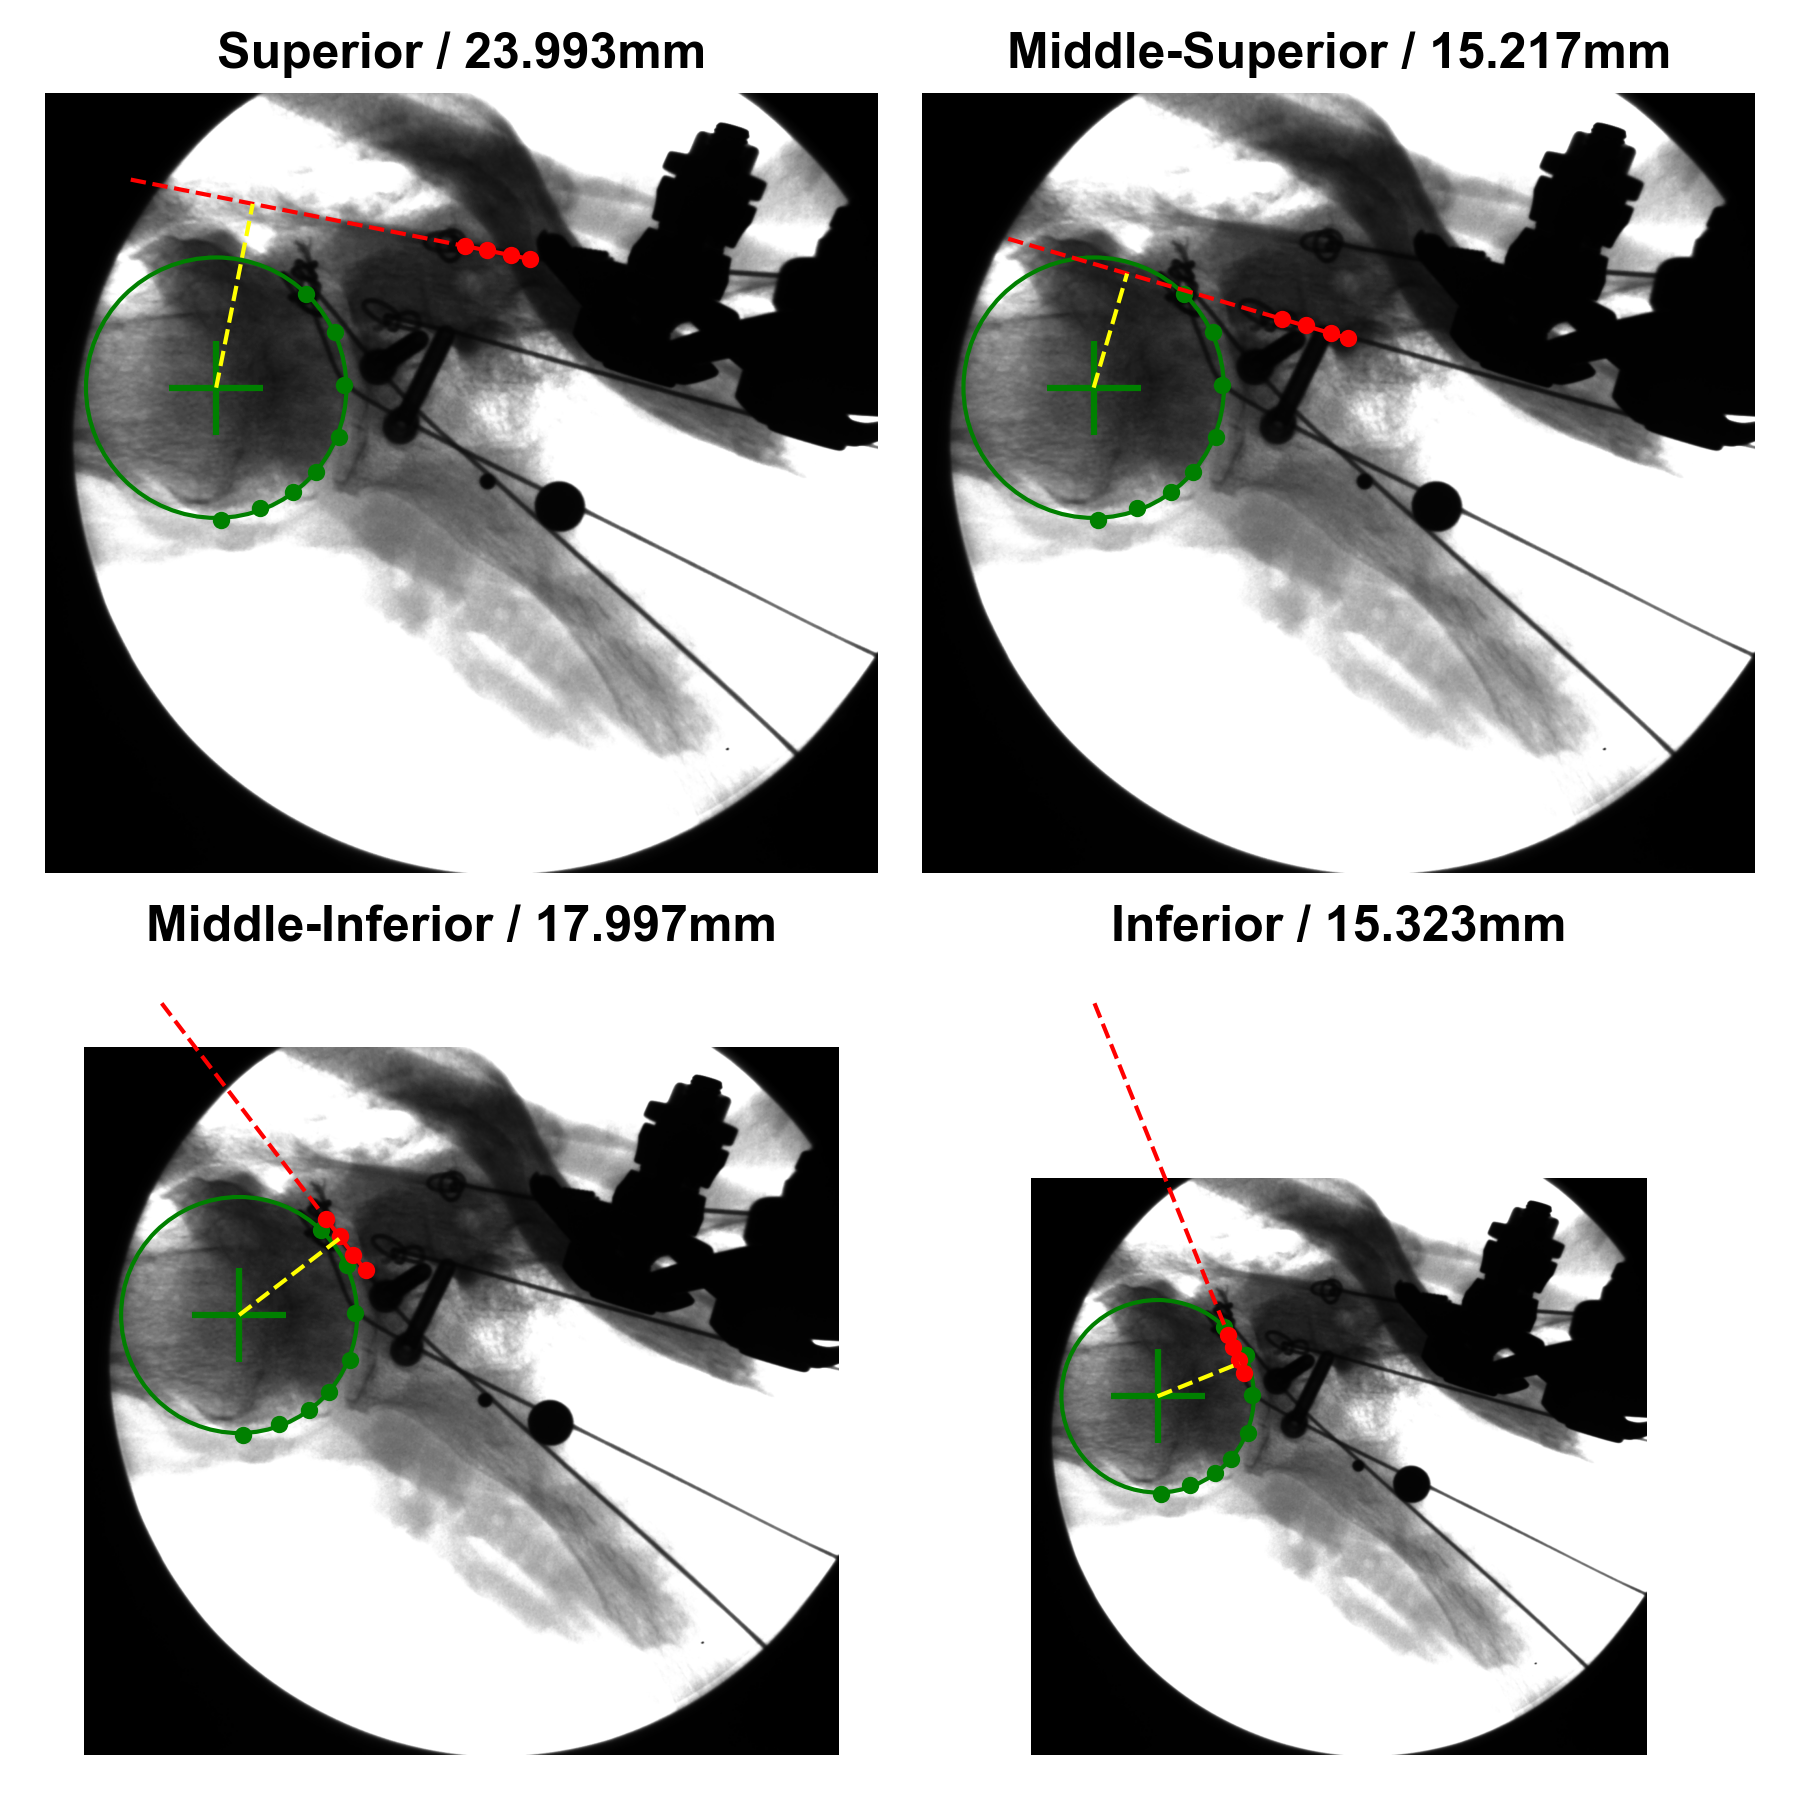 Superior / 23.993mm
Middle-Superior / 15.217mm
Middle-Inferior / 17.997mm
Inferior / 15.323mm